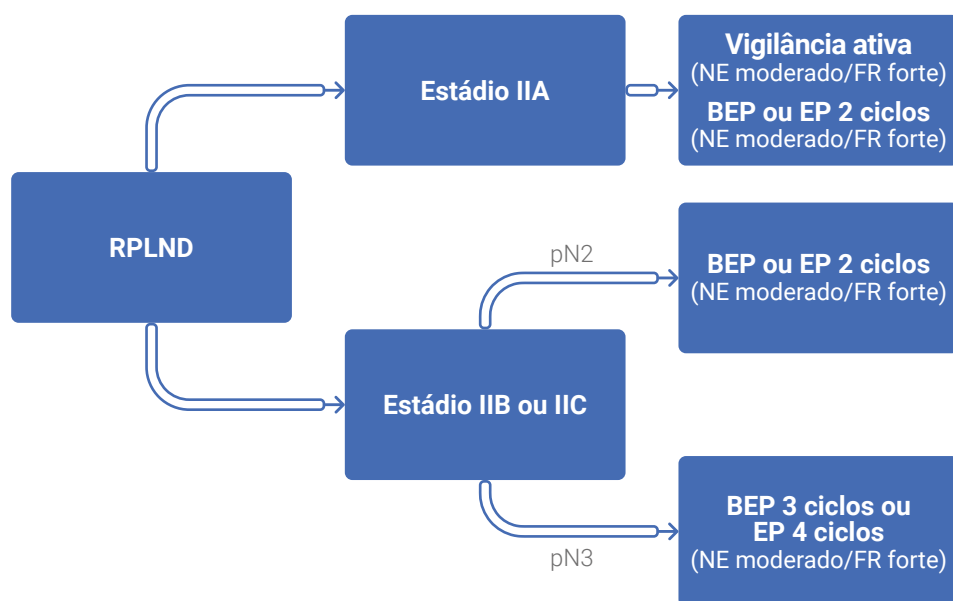 RPLND
Estádio IIA
Vigilância ativa
(NE moderado/FR forte)
BEP ou EP 2 ciclos
(NE moderado/FR forte)
Estádio IIB ou IIC
pN2
BEP ou EP 2 ciclos
(NE moderado/FR forte)
pN3
BEP 3 ciclos ou
EP 4 ciclos
(NE moderado/FR forte)